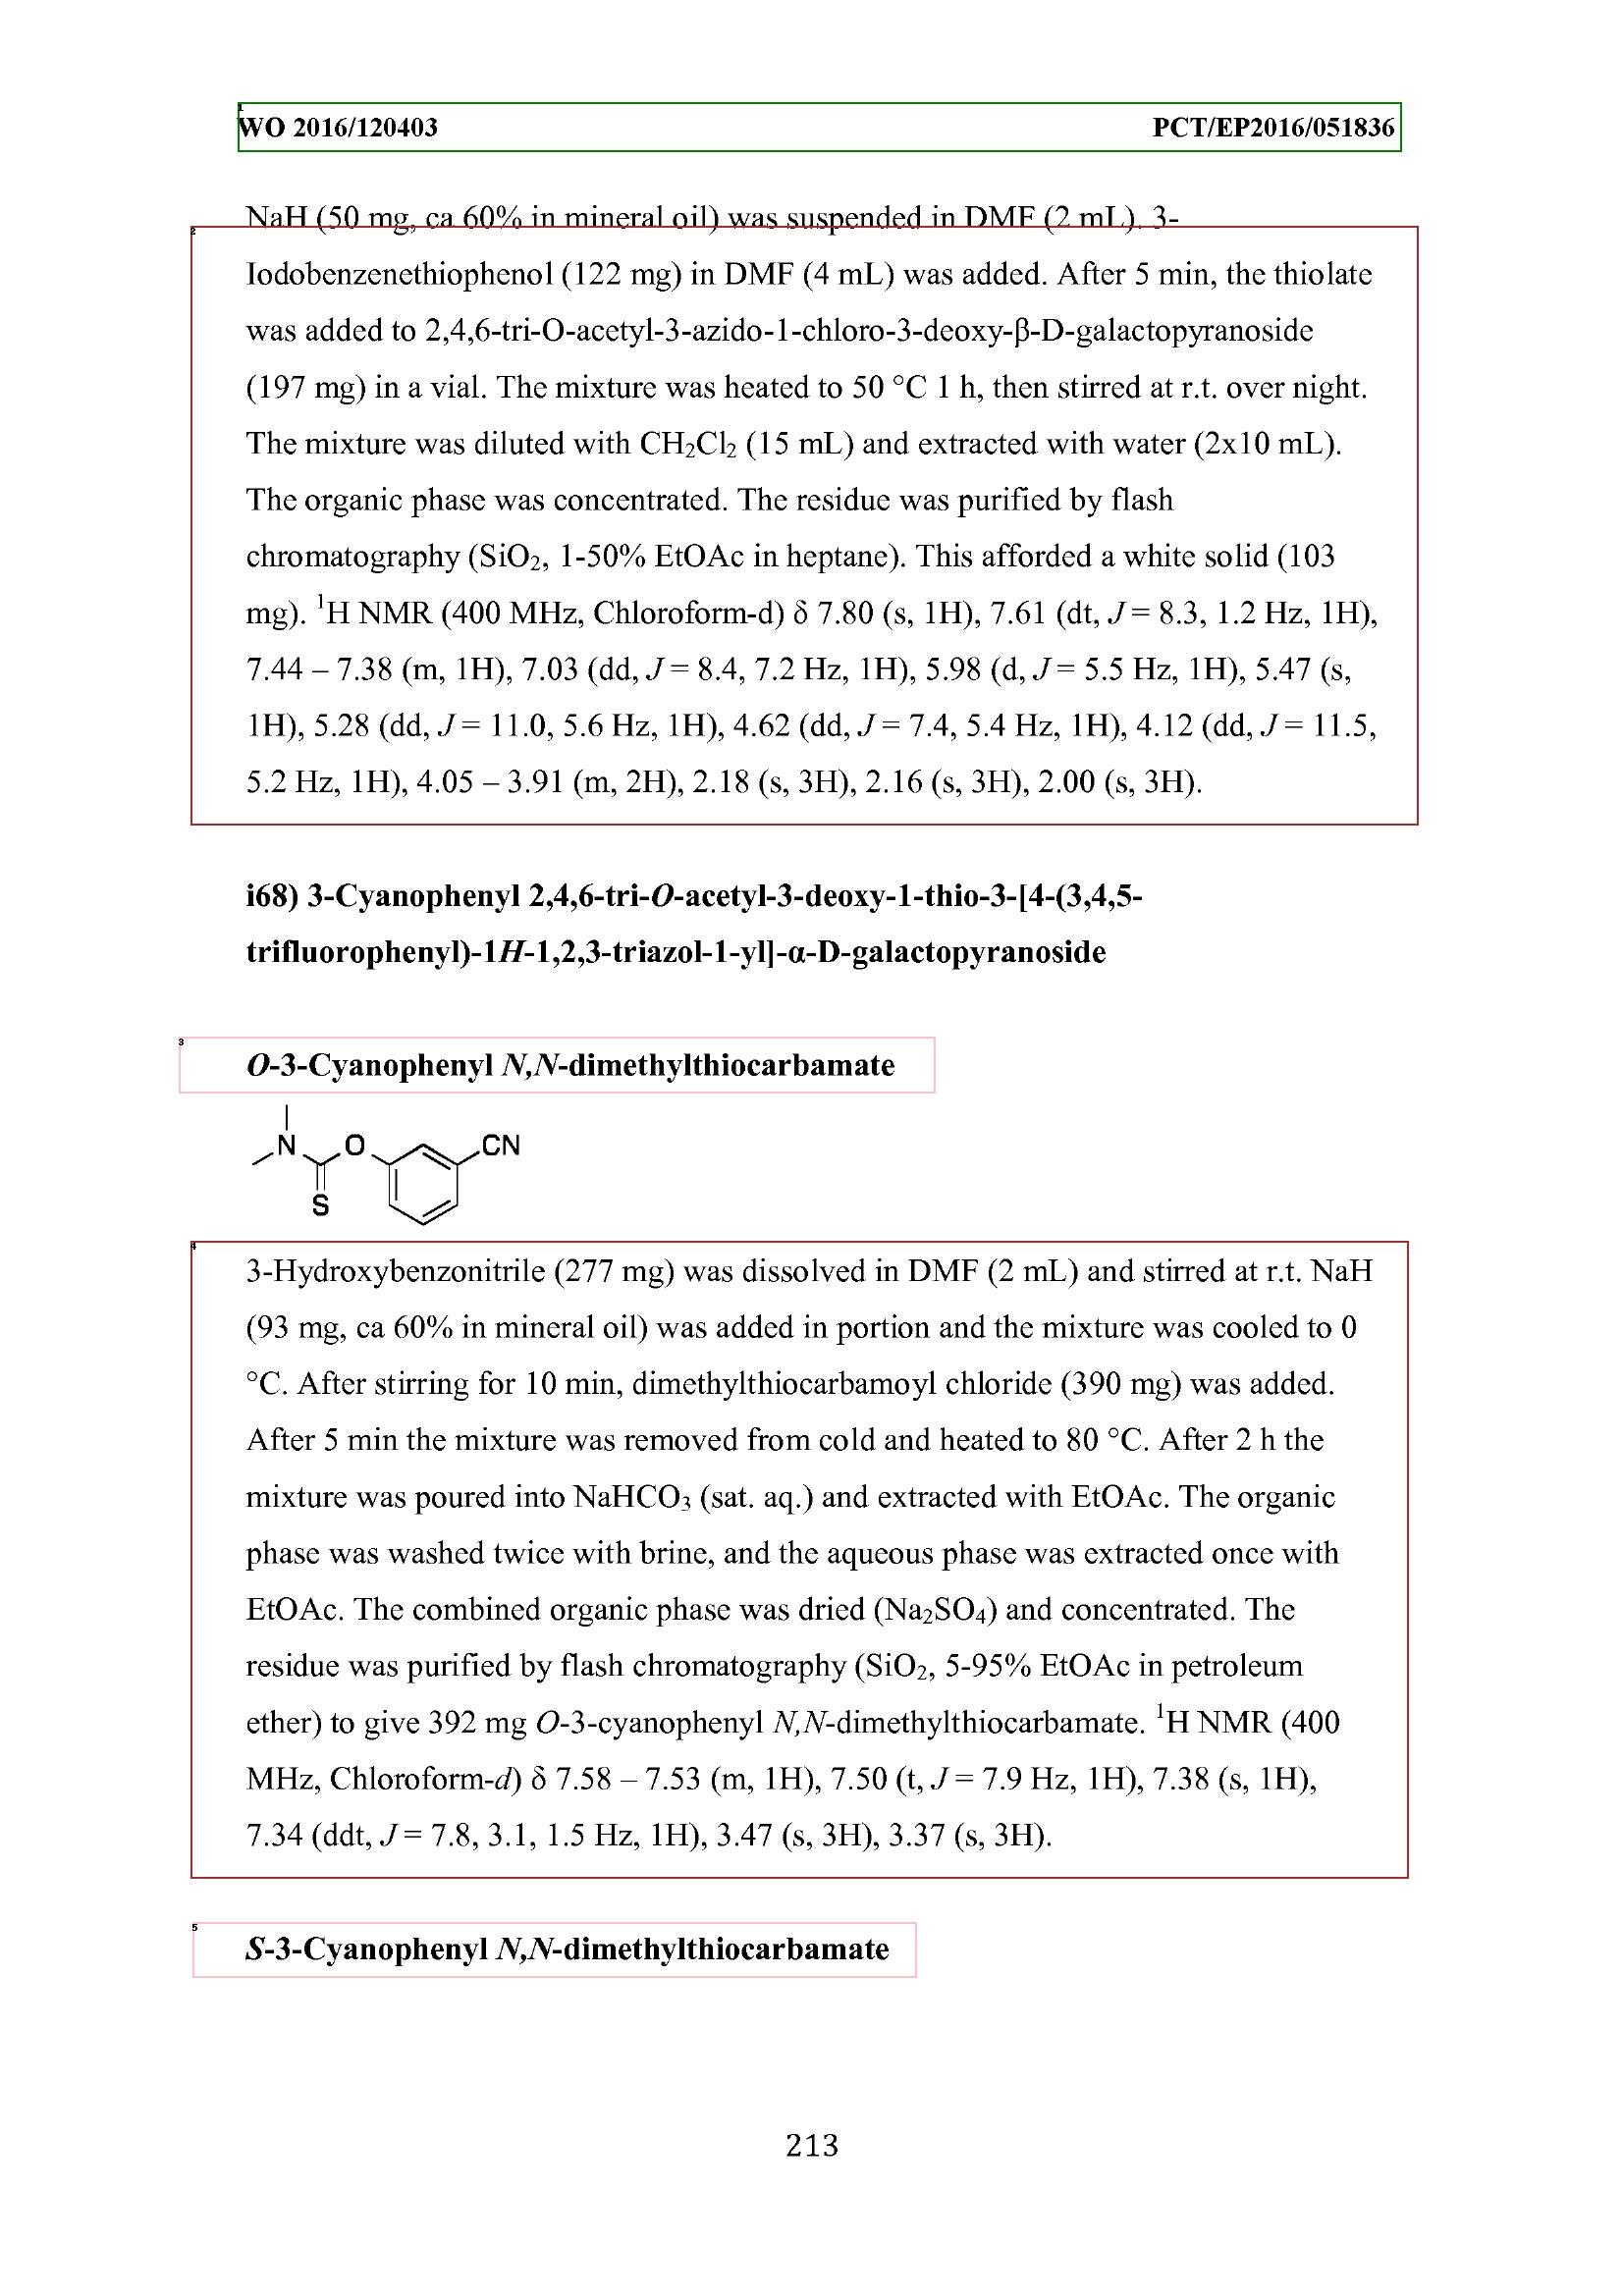 WO 2016/120403 PCT/EP2016/051836
NaH (50 mg, ca 60% in mineral oil) was suspended in DMF (2 mL). 3-
2
Iodobenzenethiophenol (122 mg) in DMF (4 mL) was added. After 5 min, the thiolate
was added to 2,4,6-tri-O-acetyl-3-azido-1-chloro-3-deoxy-β-D-galactopyranoside
(197 mg) in a vial. The mixture was heated to 50 °C 1 h, then stirred at r.t. over night.
The mixture was diluted with CH₂Cl₂ (15 mL) and extracted with water (2x10 mL).
The organic phase was concentrated. The residue was purified by flash
chromatography (SiO₂, 1-50% EtOAc in heptane). This afforded a white solid (103
mg). ¹H NMR (400 MHz, Chloroform-d) δ 7.80 (s, 1H), 7.61 (dt, J = 8.3, 1.2 Hz, 1H),
7.44 – 7.38 (m, 1H), 7.03 (dd, J = 8.4, 7.2 Hz, 1H), 5.98 (d, J = 5.5 Hz, 1H), 5.47 (s,
1H), 5.28 (dd, J = 11.0, 5.6 Hz, 1H), 4.62 (dd, J = 7.4, 5.4 Hz, 1H), 4.12 (dd, J = 11.5,
5.2 Hz, 1H), 4.05 – 3.91 (m, 2H), 2.18 (s, 3H), 2.16 (s, 3H), 2.00 (s, 3H).
i68) 3-Cyanophenyl 2,4,6-tri-O-acetyl-3-deoxy-1-thio-3-[4-(3,4,5-
trifluorophenyl)-1H-1,2,3-triazol-1-yl]-α-D-galactopyranoside
3
O-3-Cyanophenyl N,N-dimethylthiocarbamate
N O CN
S
4
3-Hydroxybenzonitrile (277 mg) was dissolved in DMF (2 mL) and stirred at r.t. NaH
(93 mg, ca 60% in mineral oil) was added in portion and the mixture was cooled to 0
°C. After stirring for 10 min, dimethylthiocarbamoyl chloride (390 mg) was added.
After 5 min the mixture was removed from cold and heated to 80 °C. After 2 h the
mixture was poured into NaHCO₃ (sat. aq.) and extracted with EtOAc. The organic
phase was washed twice with brine, and the aqueous phase was extracted once with
EtOAc. The combined organic phase was dried (Na₂SO₄) and concentrated. The
residue was purified by flash chromatography (SiO₂, 5-95% EtOAc in petroleum
ether) to give 392 mg O-3-cyanophenyl N,N-dimethylthiocarbamate. ¹H NMR (400
MHz, Chloroform-d) δ 7.58 – 7.53 (m, 1H), 7.50 (t, J = 7.9 Hz, 1H), 7.38 (s, 1H),
7.34 (ddt, J = 7.8, 3.1, 1.5 Hz, 1H), 3.47 (s, 3H), 3.37 (s, 3H).
5
S-3-Cyanophenyl N,N-dimethylthiocarbamate
213